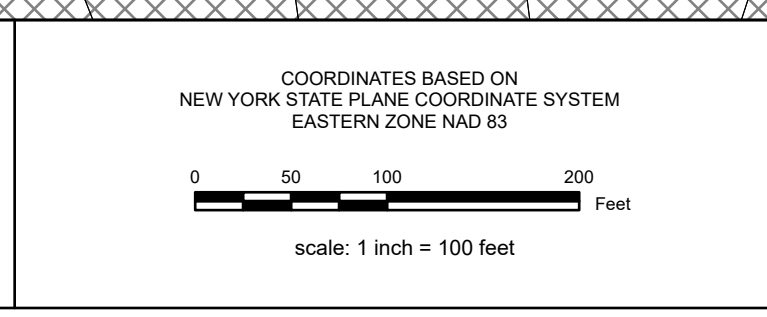 COORDINATES BASED ON
NEW YORK STATE PLANE COORDINATE SYSTEM
EASTERN ZONE NAD 83
0 50 100 200
Feet
scale: 1 inch = 100 feet